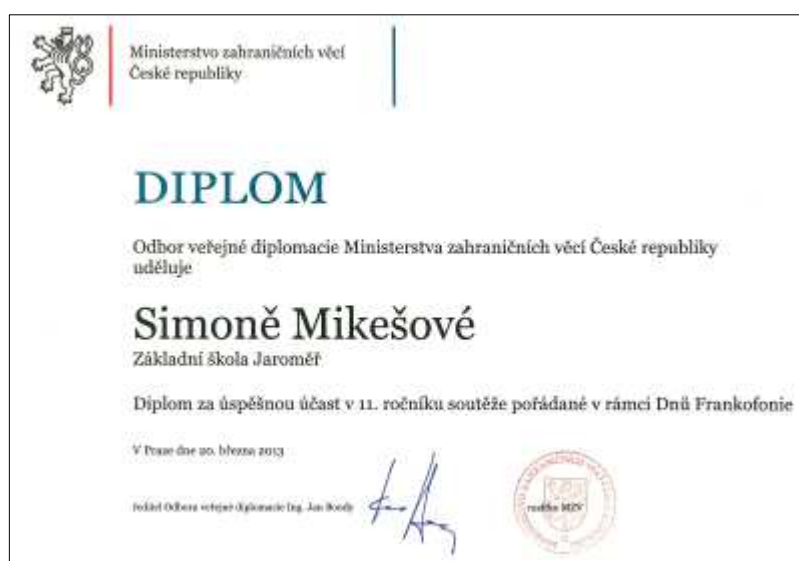 Ministerstvo zahraničních věcí
České republiky
DIPLOM
Odbor veřejné diplomacie Ministerstva zahraničních věcí České republiky
uděluje
Simoně Mikešové
Základní škola Jaroměř
Diplom za úspěšnou účast v 11. ročníku soutěže pořádané v rámci Dnů Frankofonie
V Praze dne 20. března 2013
ředitel Odboru veřejné diplomacie Ing. Jan Bondy
razítko MZV